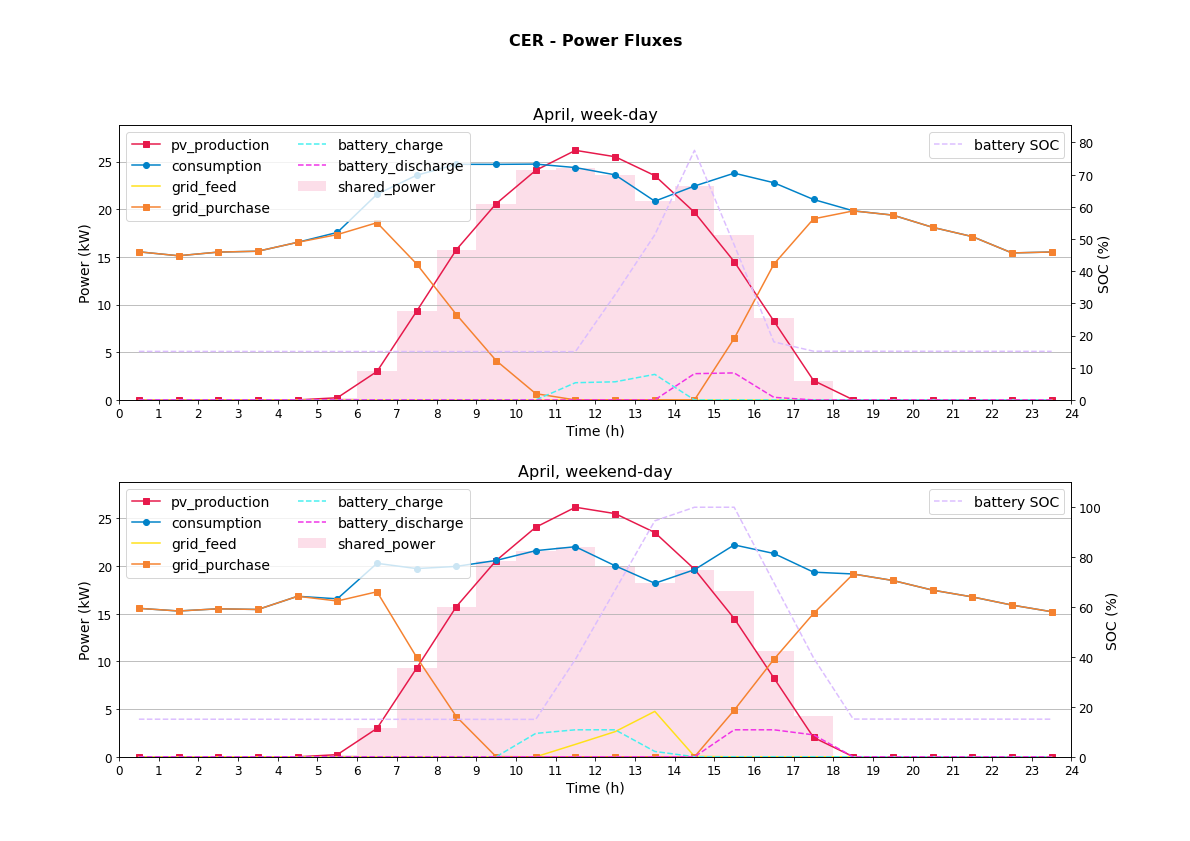 CER - Power Fluxes
April, week-day
pv_production
consumption
grid_feed
grid_purchase
battery_charge
battery_discharge
shared_power
battery SOC
Power (kW)
25
20
15
10
5
0
SOC (%)
80
70
60
50
40
30
20
10
0
0 1 2 3 4 5 6 7 8 9 10 11 12 13 14 15 16 17 18 19 20 21 22 23 24
Time (h)
April, weekend-day
pv_production
consumption
grid_feed
grid_purchase
battery_charge
battery_discharge
shared_power
battery SOC
Power (kW)
25
20
15
10
5
0
SOC (%)
100
80
60
40
20
0
0 1 2 3 4 5 6 7 8 9 10 11 12 13 14 15 16 17 18 19 20 21 22 23 24
Time (h)